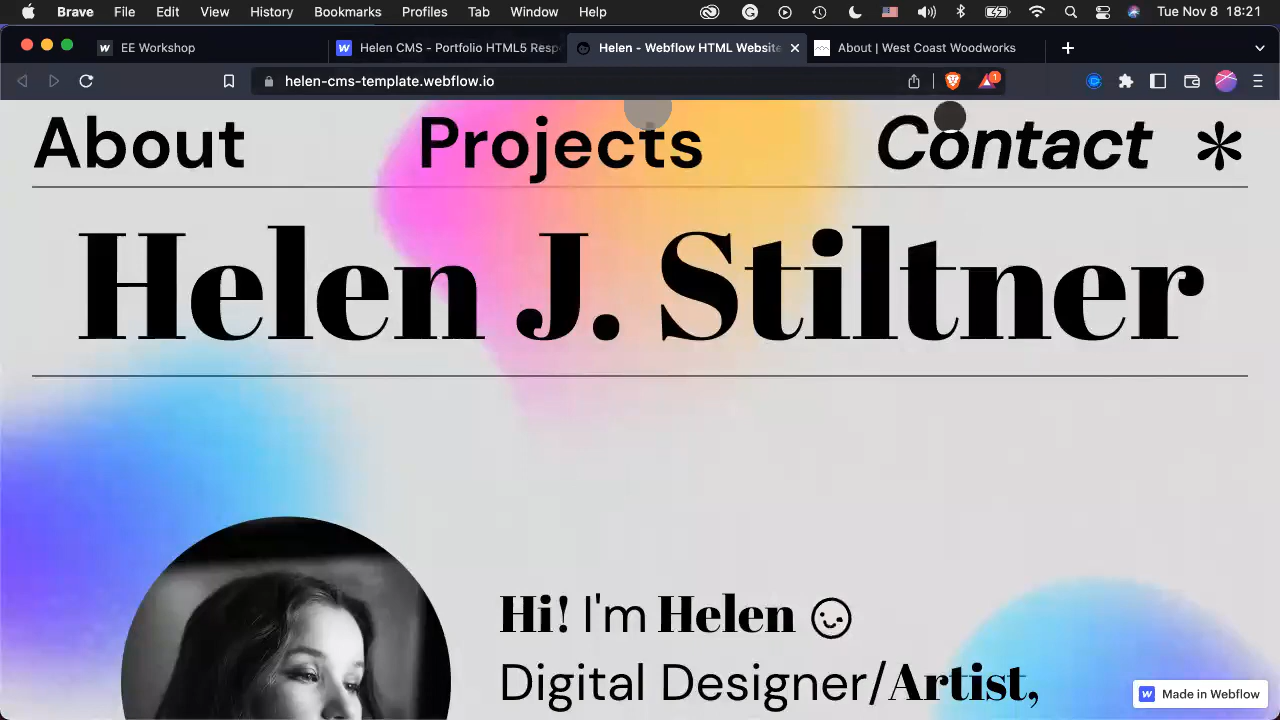 Brave File Edit View History Bookmarks Profiles Tab Window Help Tue Nov 8 18:21
EE Workshop Helen CMS - Portfolio HTML5 Resp Helen - Webflow HTML Website About | West Coast Woodworks
helen-cms-template.webflow.io 1
About Projects Contact *
Helen J. Stiltner
Hi! I'm Helen
Digital Designer/Artist,
Made in Webflow